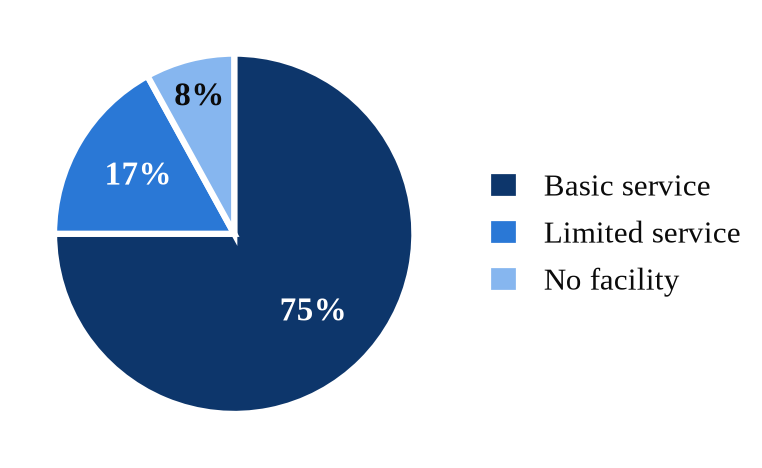 8%
17%
75%
Basic service
Limited service
No facility